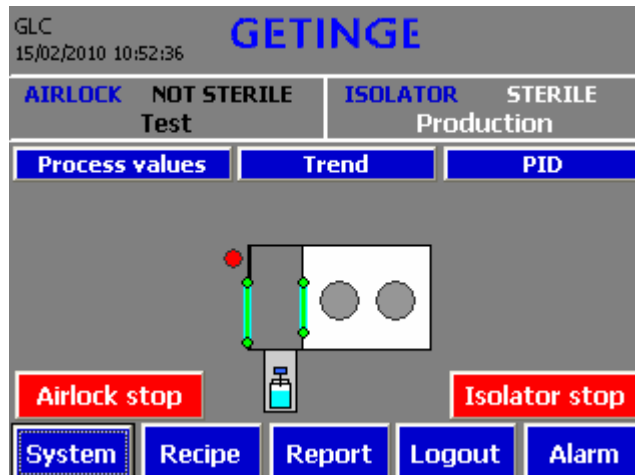 GLC
15/02/2010 10:52:36
GETINGE
AIRLOCK NOT STERILE
Test
ISOLATOR STERILE
Production
Process values
Trend
PID
Airlock stop
Isolator stop
System
Recipe
Report
Logout
Alarm